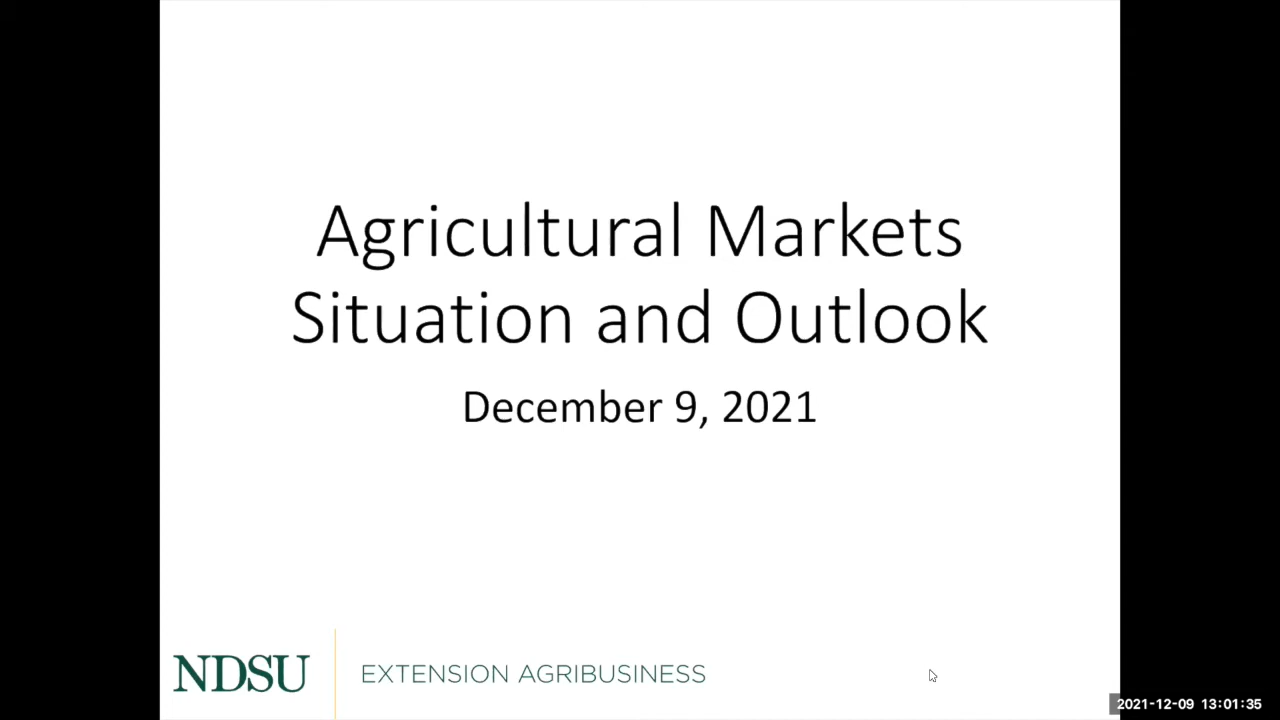 Agricultural Markets
Situation and Outlook
December 9, 2021
NDSU EXTENSION AGRIBUSINESS
2021-12-09 13:01:35